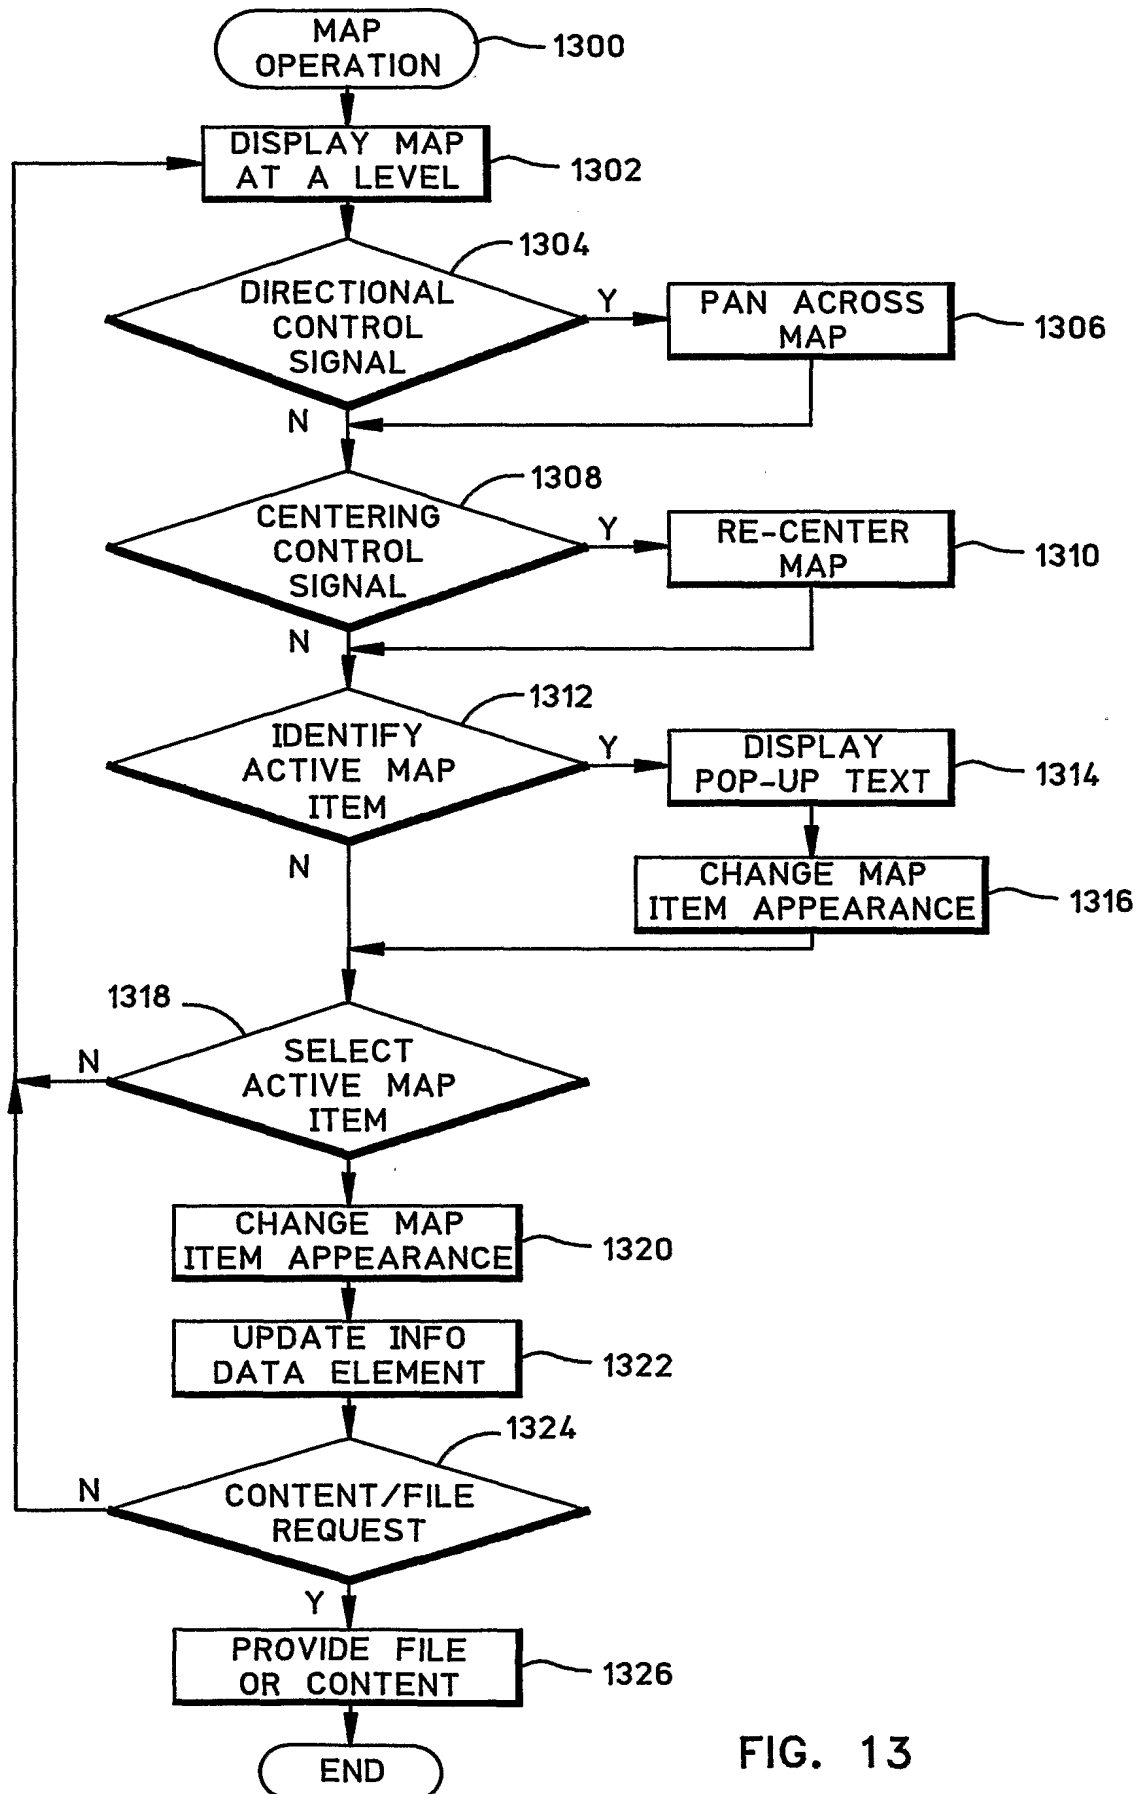 MAP
OPERATION
1300
DISPLAY MAP
AT A LEVEL
1302
1304
DIRECTIONAL
CONTROL
SIGNAL
Y
PAN ACROSS
MAP
1306
N
1308
CENTERING
CONTROL
SIGNAL
Y
RE-CENTER
MAP
1310
N
1312
IDENTIFY
ACTIVE MAP
ITEM
Y
DISPLAY
POP-UP TEXT
1314
N
CHANGE MAP
ITEM APPEARANCE
1316
1318
N
SELECT
ACTIVE MAP
ITEM
CHANGE MAP
ITEM APPEARANCE
1320
UPDATE INFO
DATA ELEMENT
1322
1324
N
CONTENT/FILE
REQUEST
Y
PROVIDE FILE
OR CONTENT
1326
END
FIG. 13